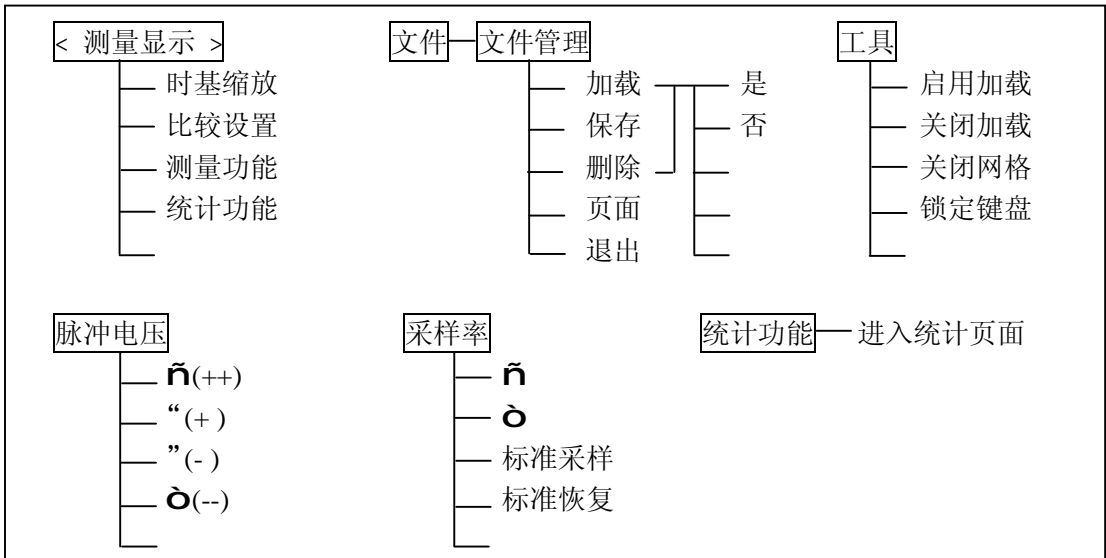 < 测量显示 >
时基缩放
比较设置
测量功能
统计功能
文件 文件管理
加载 是
保存 否
删除
页面
退出
工具
启用加载
关闭加载
关闭网格
锁定键盘
脉冲电压
ñ(++)
“(+ )
”(- )
ò(--)
采样率
ñ
ò
标准采样
标准恢复
统计功能 进入统计页面